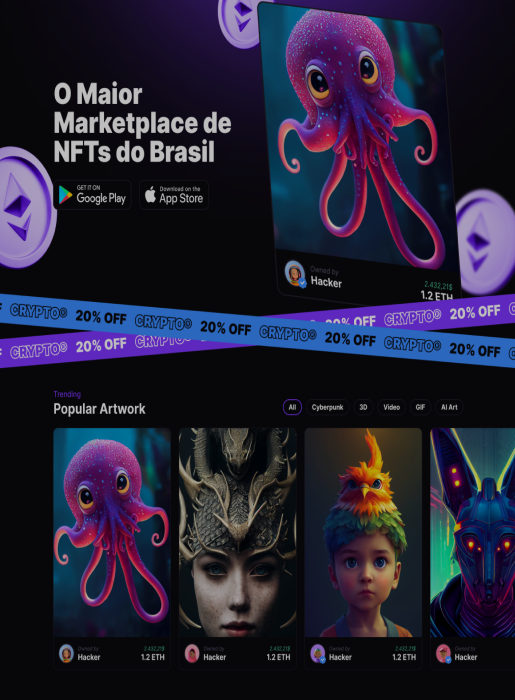 O Maior
Marketplace de
NFTs do Brasil
GET IT ON
Google Play
Download on the
App Store
Owned by
Hacker
2.432,21$
1.2 ETH
CRYPTO® 20% OFF CRYPTO® 20% OFF CRYPTO® 20% OFF CRYPTO® 20% OFF
20% OFF CRYPTO® 20% OFF
CRYPTO® 20% OFF CRYPTO®
Trending
Popular Artwork
All Cyberpunk 3D Video GIF AI Art
Owned by
Hacker
2.432,21$
1.2 ETH
Owned by
Hacker
2.432,21$
1.2 ETH
Owned by
Hacker
2.432,21$
1.2 ETH
Owned by
Hacker